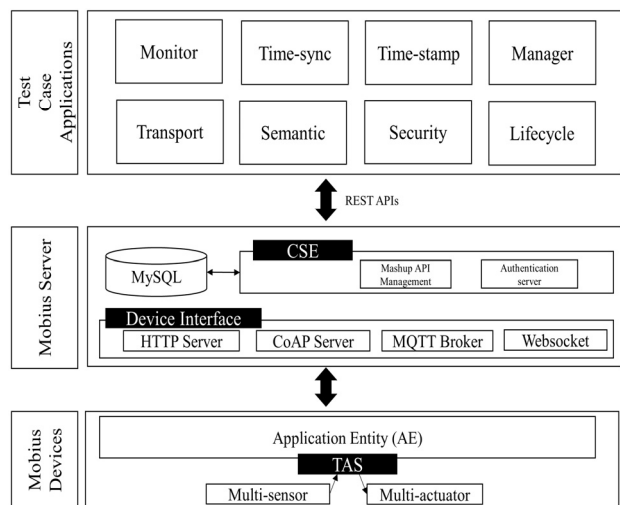 Test
Case
Applications
Monitor
Time-sync
Time-stamp
Manager
Transport
Semantic
Security
Lifecycle
REST APIs
Mobius Server
CSE
MySQL
Mashup API
Management
Authentication
server
Device Interface
HTTP Server
CoAP Server
MQTT Broker
Websocket
Mobius
Devices
Application Entity (AE)
TAS
Multi-sensor
Multi-actuator